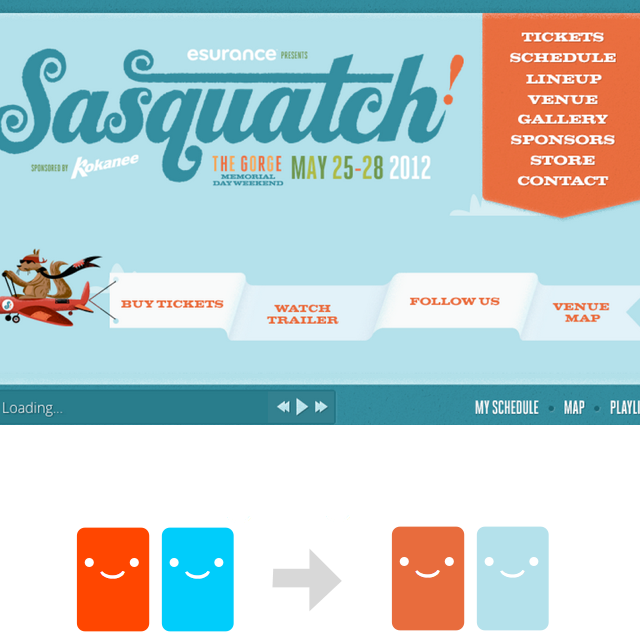 esurance PRESENTS
Sasquatch!
SPONSORED BY Kokanee
THE GORGE
MEMORIAL
DAY WEEKEND
MAY 25-28 2012
TICKETS
SCHEDULE
LINEUP
VENUE
GALLERY
SPONSORS
STORE
CONTACT
BUY TICKETS
WATCH
TRAILER
FOLLOW US
VENUE
MAP
Loading...
MY SCHEDULE • MAP • PLAYLI